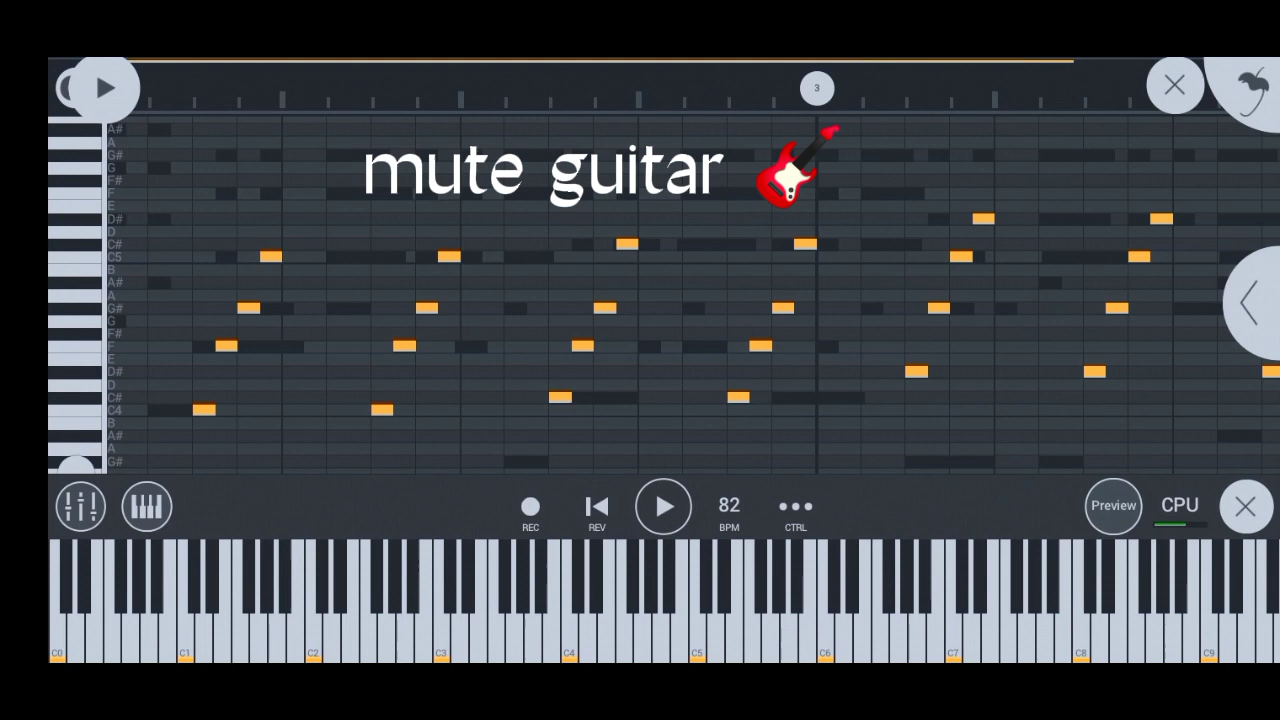 3
A#
A
G#
G
F#
F
E
D#
D
C#
C5
B
A#
A
G#
G
F#
F
E
D#
D
C#
C4
B
A#
A
G#
mute guitar
REC
REV
82
BPM
CTRL
Preview
CPU
C0 C1 C2 C3 C4 C5 C6 C7 C8 C9